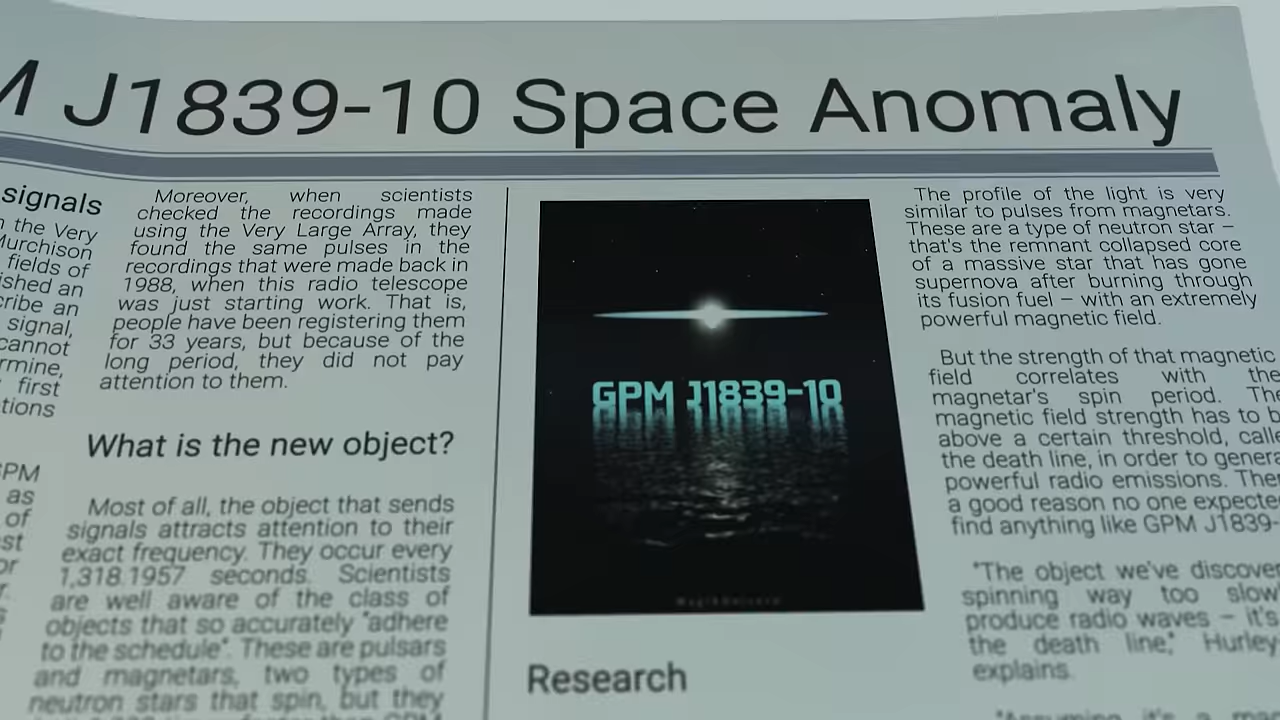 M J1839-10 Space Anomaly
signals
n the Very
Murchison
fields of
ished an
cribe an
signal,
cannot
rmine,
first
tions
GPM
as
of
Moreover, when scientists
checked the recordings made
using the Very Large Array, they
found the same pulses in the
recordings that were made back in
1988, when this radio telescope
was just starting work. That is,
people have been registering them
for 33 years, but because of the
long period, they did not pay
attention to them.
What is the new object?
Most of all, the object that sends
signals attracts attention to their
exact frequency. They occur every
1,318.1957 seconds. Scientists
are well aware of the class of
objects that so accurately "adhere
to the schedule". These are pulsars
and magnetars, two types of
neutron stars that spin, but they
GPM J1839-10
Research
The profile of the light is very
similar to pulses from magnetars.
These are a type of neutron star –
that's the remnant collapsed core
of a massive star that has gone
supernova after burning through
its fusion fuel – with an extremely
powerful magnetic field.
But the strength of that magnetic
field correlates with the
magnetar's spin period. The
magnetic field strength has to b
above a certain threshold, calle
the death line, in order to genera
powerful radio emissions. Ther
a good reason no one expecte
find anything like GPM J1839-
"The object we've discover
spinning way too slow
produce radio waves – it's
the death line," Hurley
explains.